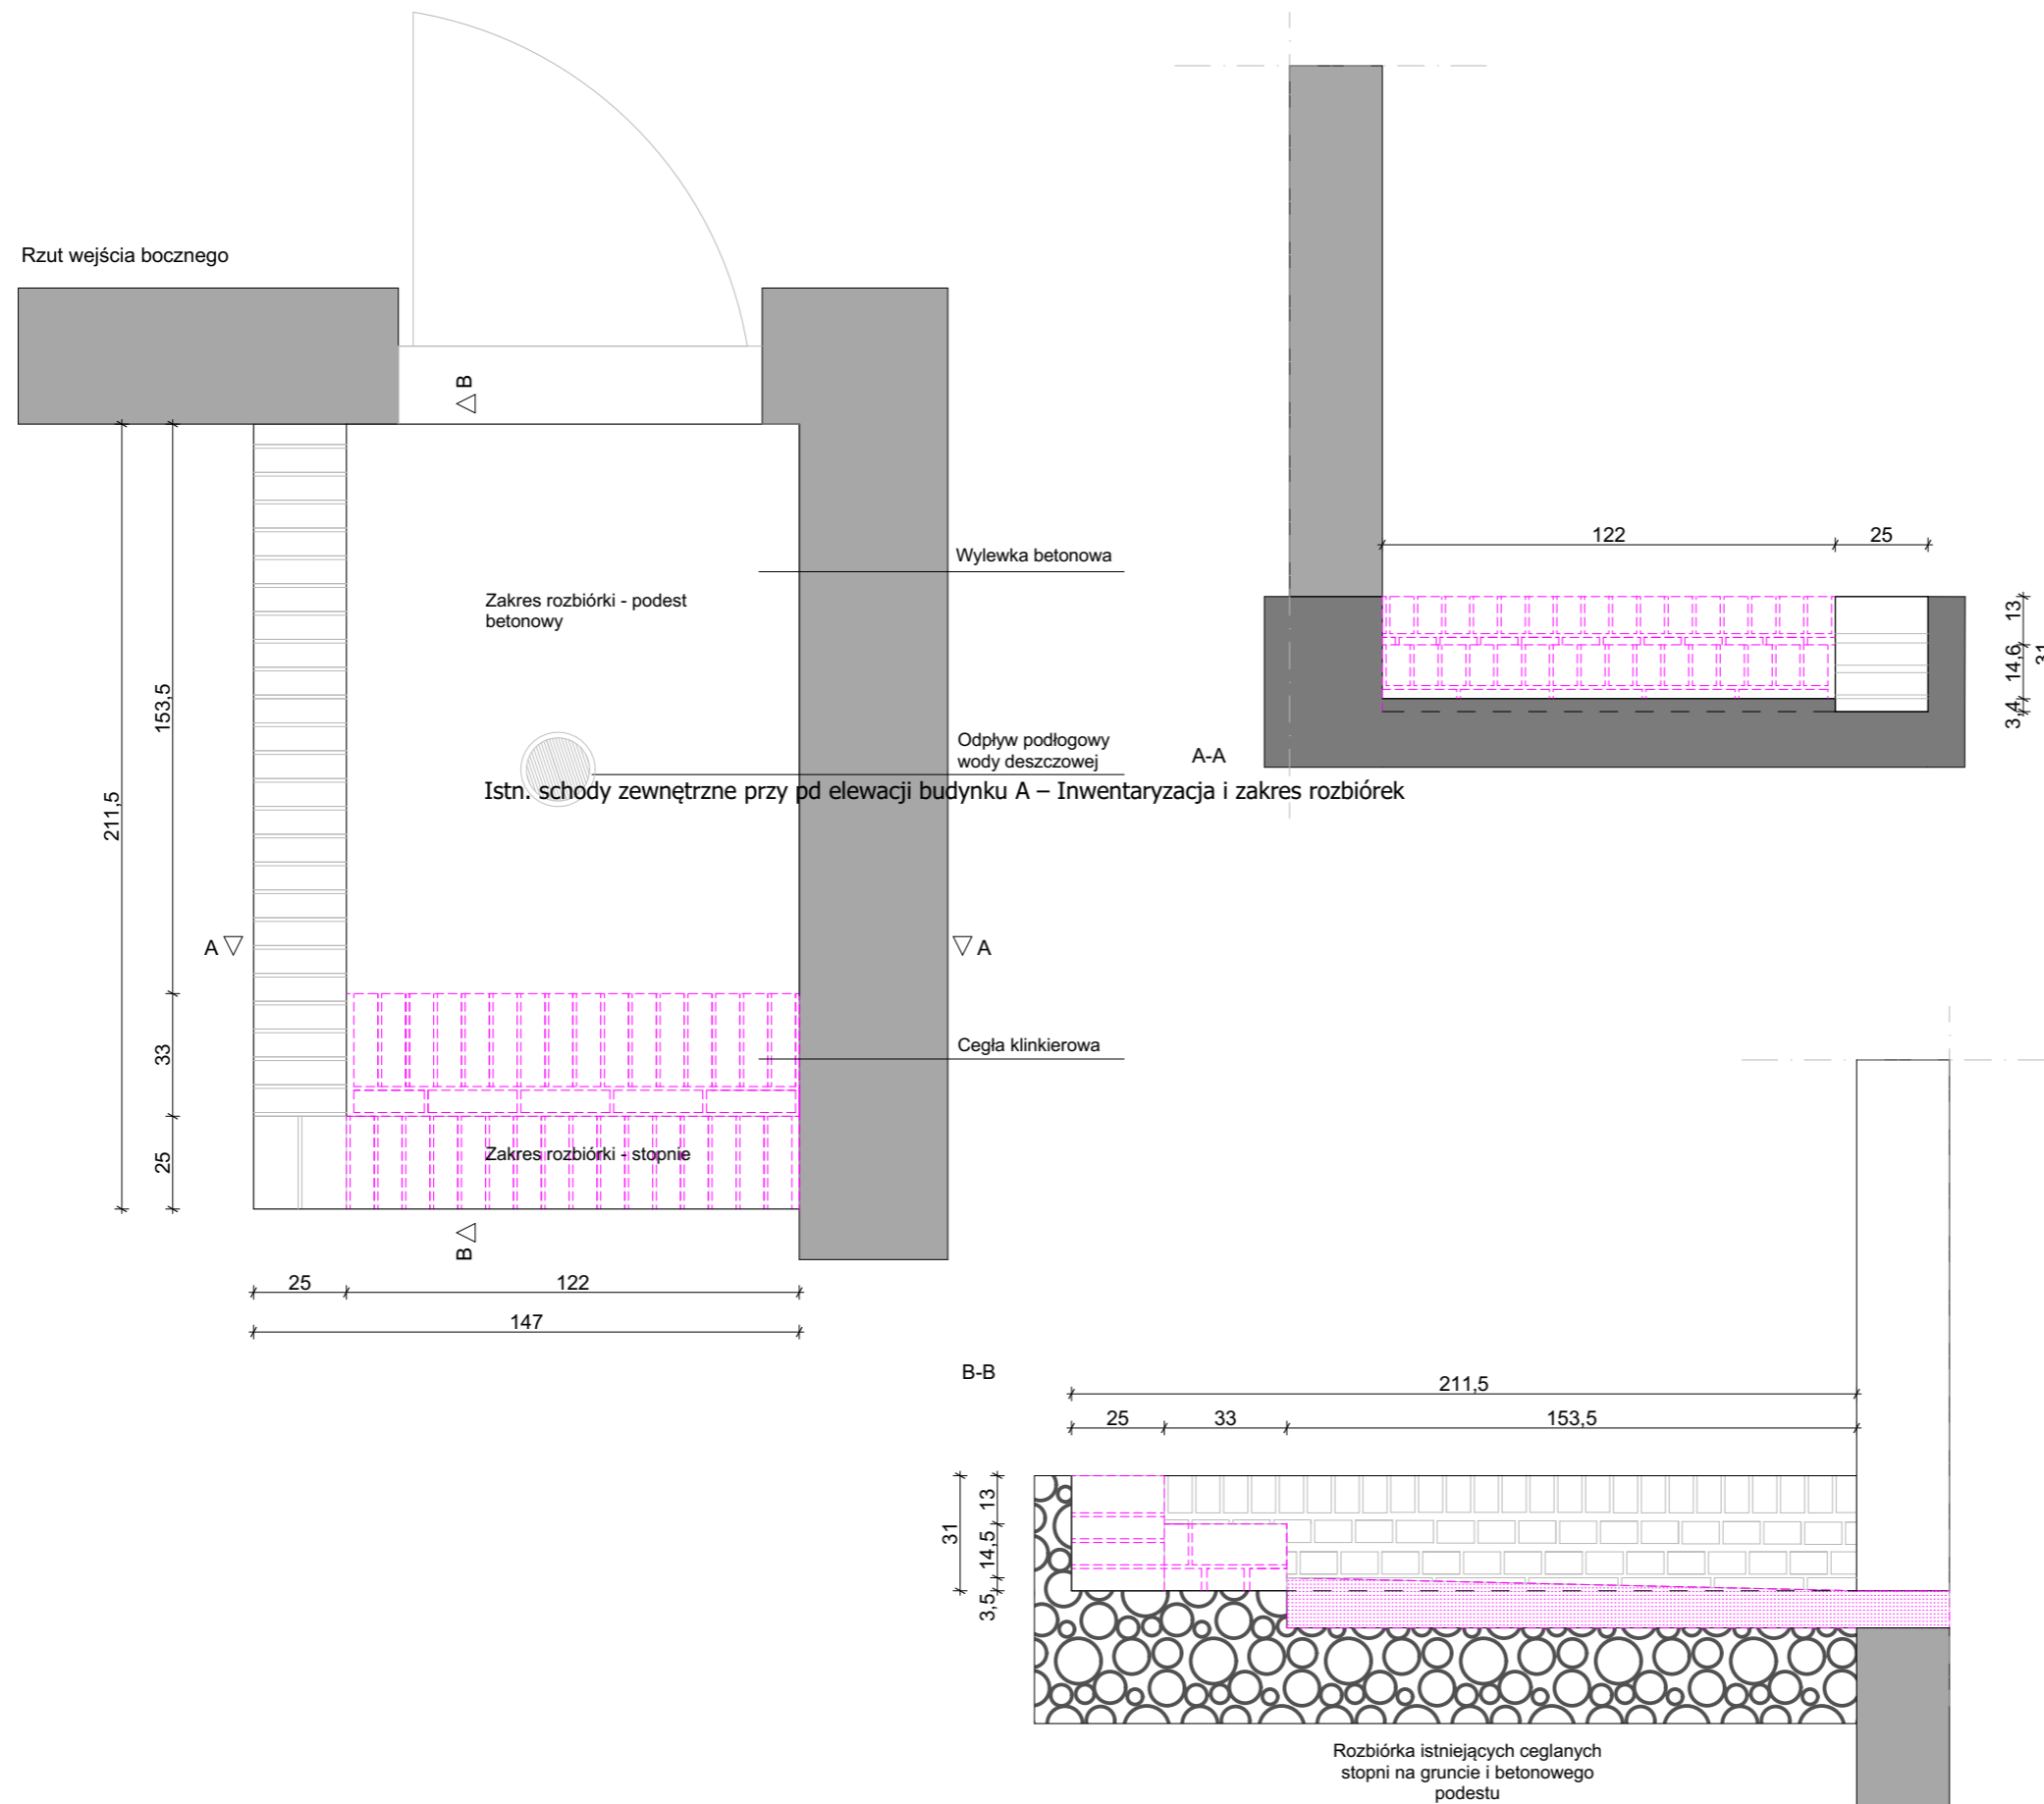 Rzut wejścia bocznego
B
Wylewka betonowa
Zakres rozbiórki - podest
betonowy
153,5
211,5
Odpływ podłogowy
wody deszczowej
Istn. schody zewnętrzne przy pd elewacji budynku A – Inwentaryzacja i zakres rozbiórek
A
A
33
Cegła klinkierowa
25
Zakres rozbiórki - stopnie
B
25
122
147
122
25
13
14,6
31
3,4
A-A
B-B
211,5
25
33
153,5
31
13
14,5
3,5
Rozbiórka istniejących ceglanych
stopni na gruncie i betonowego
podestu